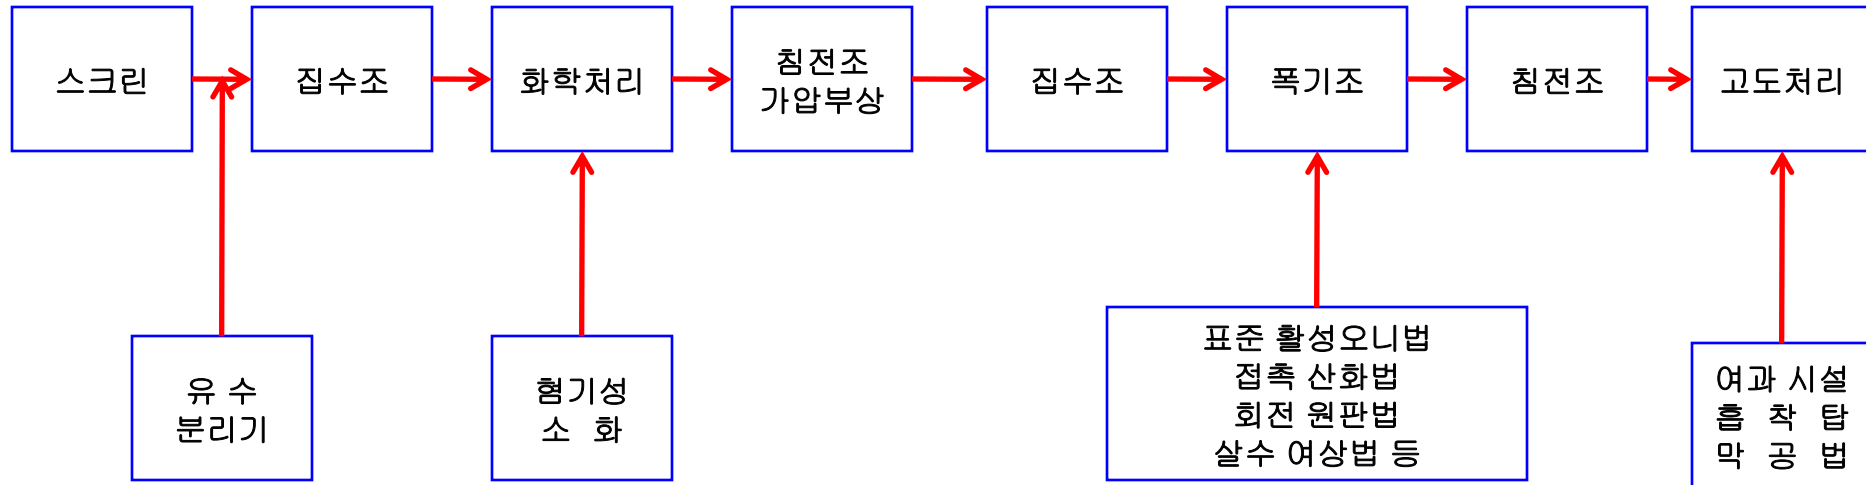 스크린
집수조
화학처리
침전조
가압부상
집수조
폭기조
침전조
고도처리
유 수
분리기
혐기성
소 화
표준 활성오니법
접촉 산화법
회전 원판법
살수 여상법 등
여과 시설
흡 착 탑
막 공 법